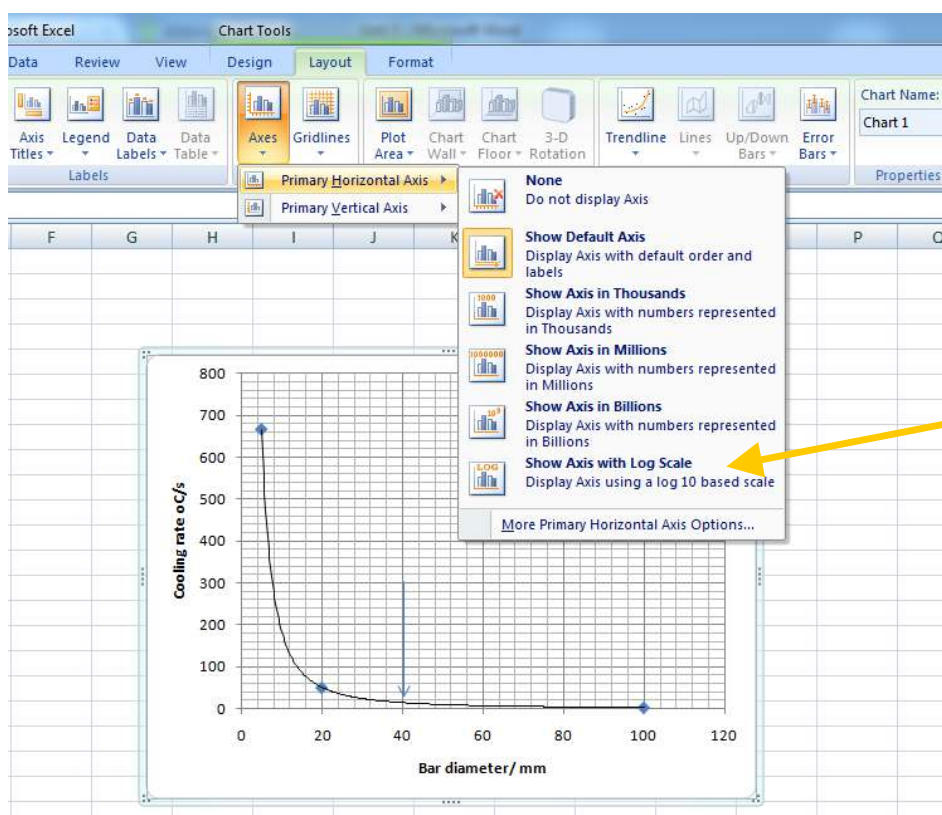 osoft Excel
Chart Tools
Data Review View Design Layout Format
Axis Titles
Legend
Data Labels
Data Table
Axes
Gridlines
Plot Area
Chart Wall
Chart Floor
3-D Rotation
Trendline
Lines
Up/Down Bars
Error Bars
Chart Name:
Chart 1
Labels
Properties
Primary Horizontal Axis
Primary Vertical Axis
None
Do not display Axis
Show Default Axis
Display Axis with default order and
labels
1000
Show Axis in Thousands
Display Axis with numbers represented
in Thousands
1000000
Show Axis in Millions
Display Axis with numbers represented
in Millions
10⁹
Show Axis in Billions
Display Axis with numbers represented
in Billions
LOG
Show Axis with Log Scale
Display Axis using a log 10 based scale
More Primary Horizontal Axis Options...
F G H I J K P Q
800
700
600
500
400
300
200
100
0
Cooling rate oC/s
0 20 40 60 80 100 120
Bar diameter/ mm